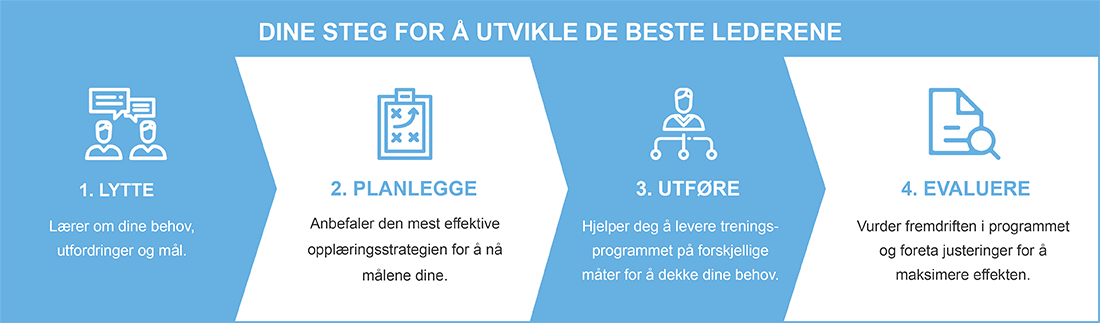 DINE STEG FOR Å UTVIKLE DE BESTE LEDERENE
1. LYTTE
Lærer om dine behov,
utfordringer og mål.
2. PLANLEGGE
Anbefaler den mest effektive
opplæringsstrategien for å nå
målene dine.
3. UTFØRE
Hjelper deg å levere trenings-
programmet på forskjellige
måter for å dekke dine behov.
4. EVALUERE
Vurder fremdriften i programmet
og foreta justeringer for å
maksimere effekten.